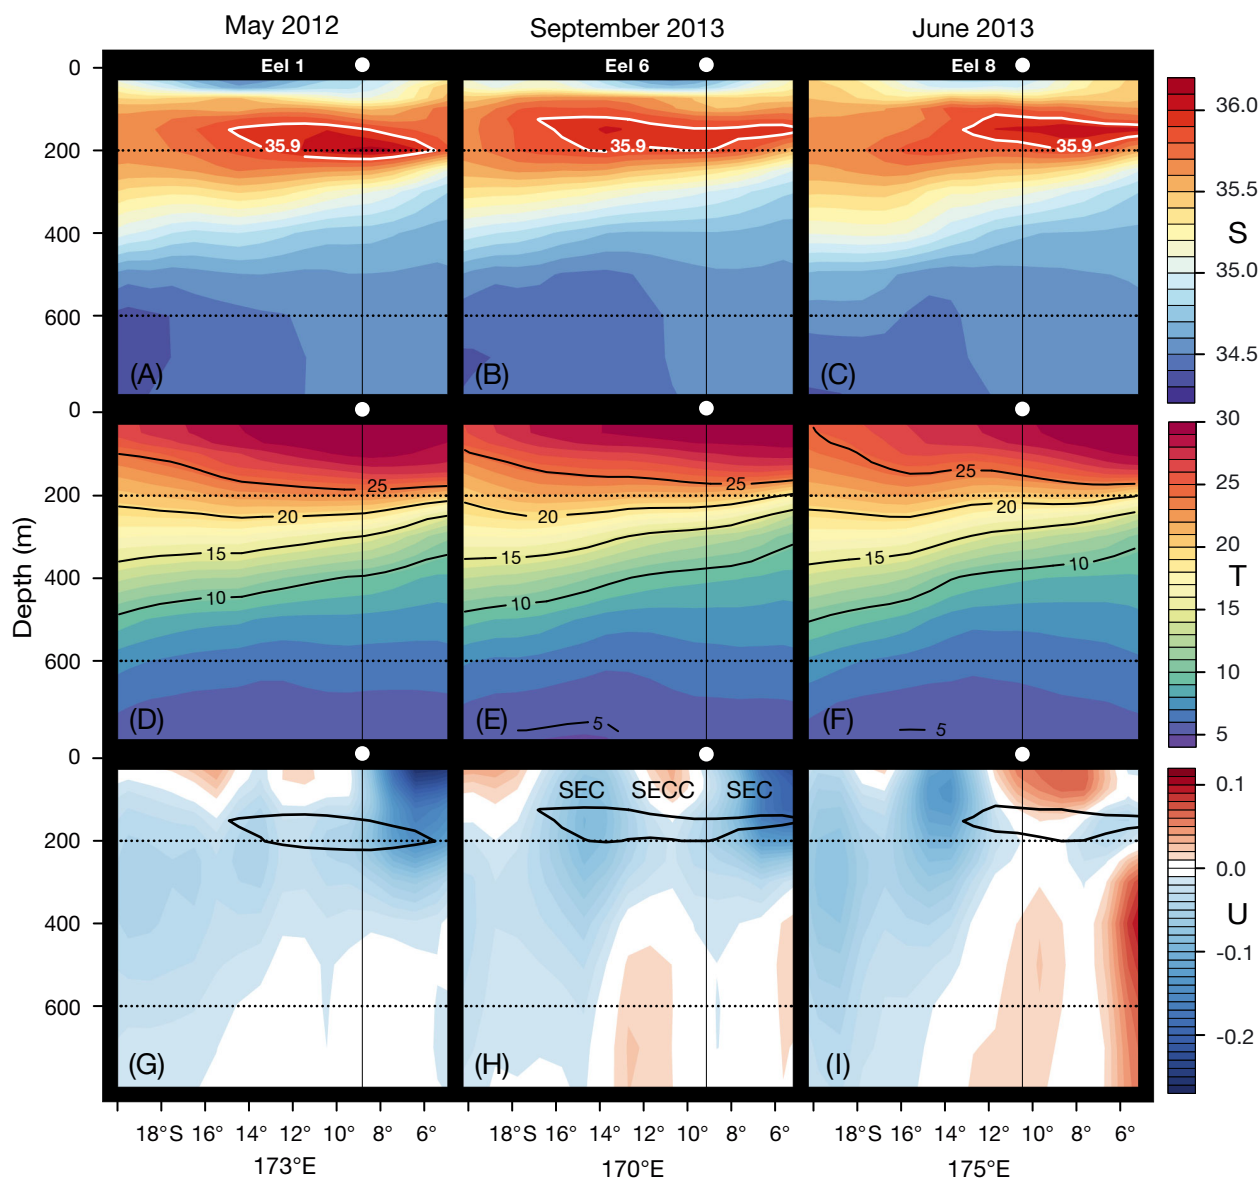 May 2012
September 2013
June 2013
Eel 1
Eel 6
Eel 8
0
200
400
600
35.9
35.9
35.9
(A)
(B)
(C)
36.0
35.5
S
35.0
34.5
0
200
400
600
Depth (m)
25
20
15
10
25
20
15
10
5
25
20
15
10
5
(D)
(E)
(F)
30
25
20
T
15
10
5
0
200
400
600
SEC
SECC
SEC
(G)
(H)
(I)
0.1
0.0
U
-0.1
-0.2
18°S 16° 14° 12° 10° 8° 6°
18°S 16° 14° 12° 10° 8° 6°
18°S 16° 14° 12° 10° 8° 6°
173°E
170°E
175°E